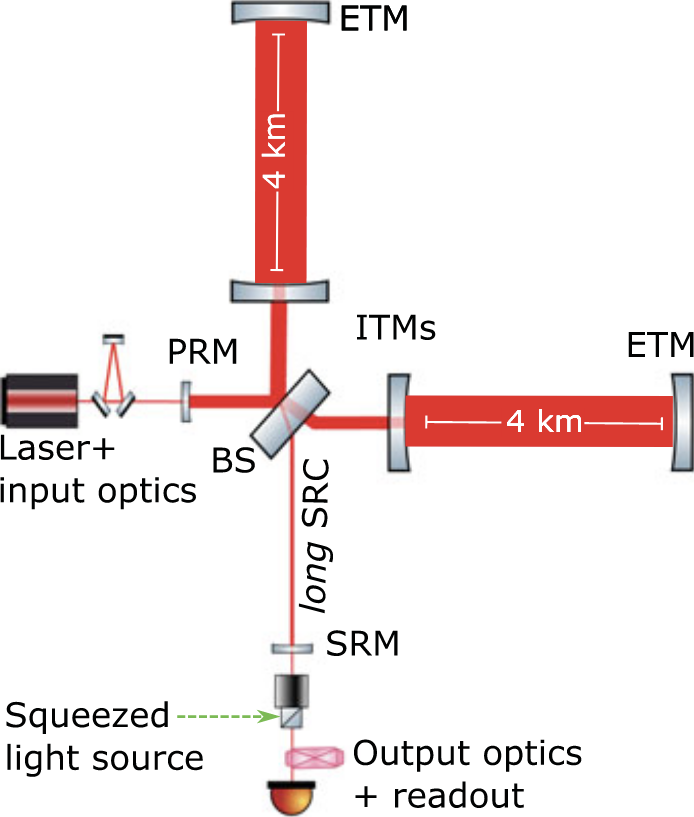 ETM
4 km
ITMs
PRM
ETM
4 km
Laser+
input optics
BS
long SRC
SRM
Squeezed
light source
Output optics
+ readout